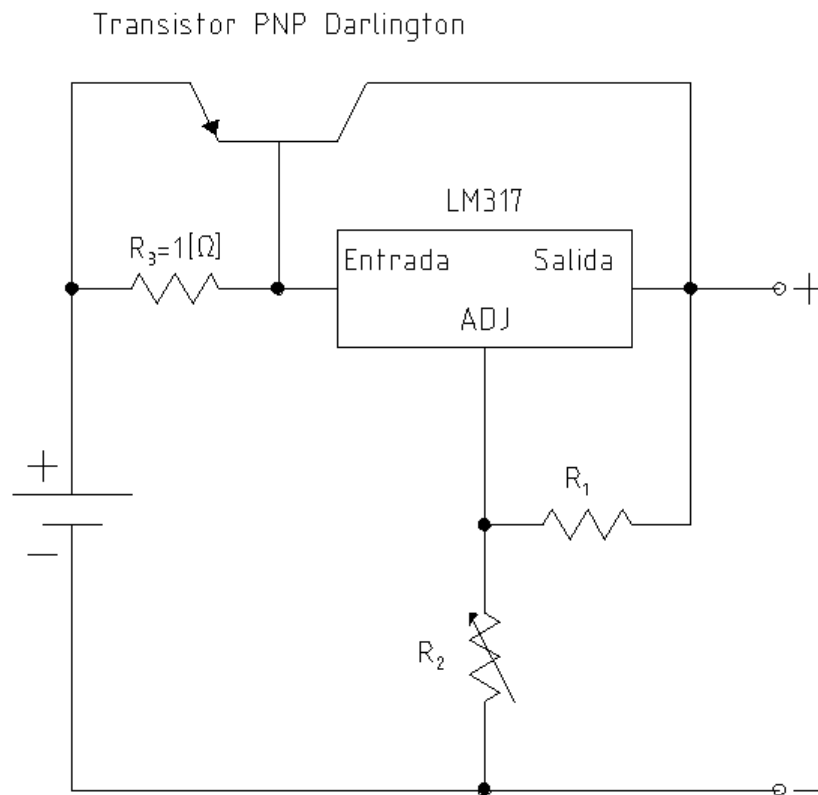 Transistor PNP Darlington
LM317
R₃=1[Ω]
Entrada
Salida
+
ADJ
+
R₁
−
R₂
−